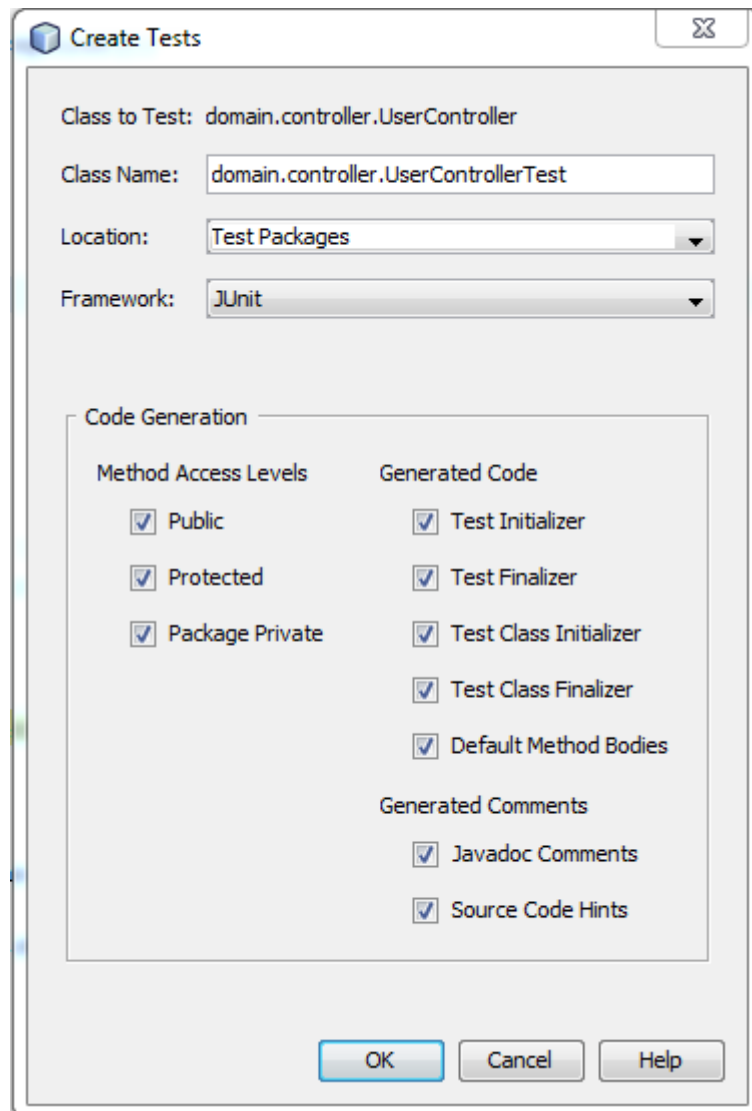 Create Tests
Class to Test: domain.controller.UserController
Class Name: domain.controller.UserControllerTest
Location: Test Packages
Framework: JUnit
Code Generation
Method Access Levels
Public
Protected
Package Private
Generated Code
Test Initializer
Test Finalizer
Test Class Initializer
Test Class Finalizer
Default Method Bodies
Generated Comments
Javadoc Comments
Source Code Hints
OK Cancel Help